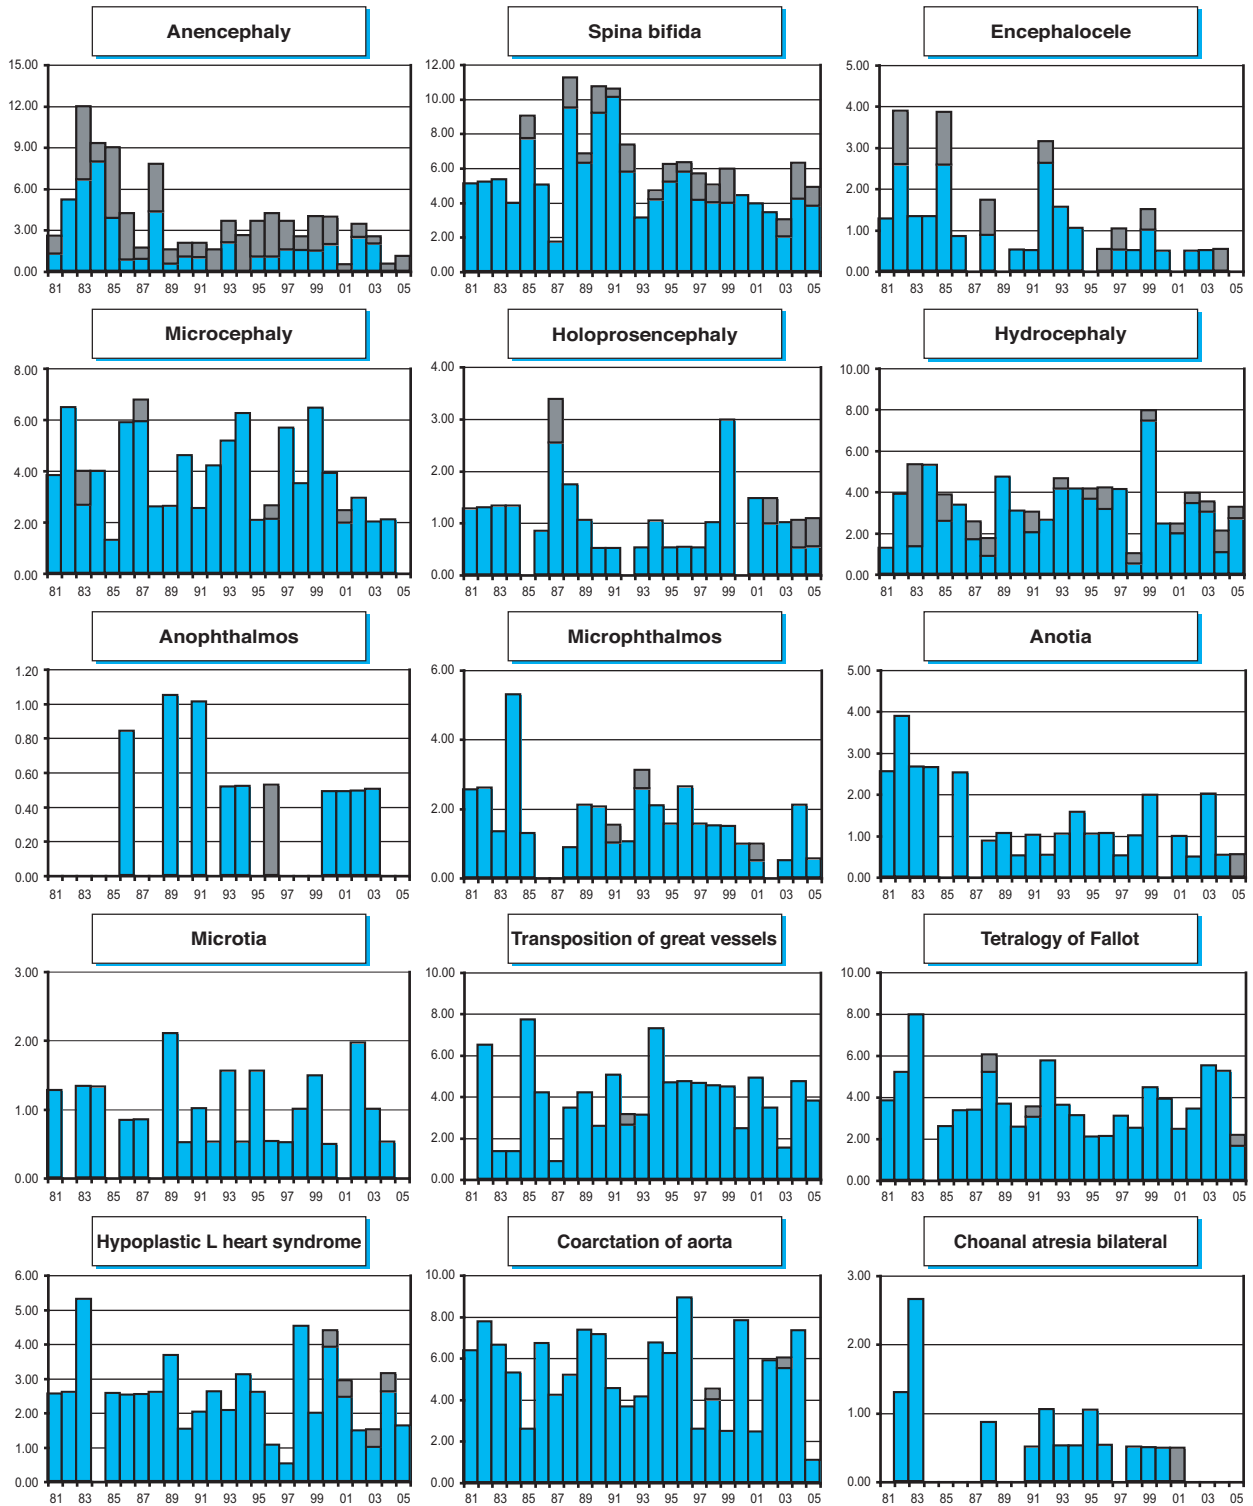 Anencephaly
Spina bifida
Encephalocele
15.00
12.00
9.00
6.00
3.00
0.00
81 83 85 87 89 91 93 95 97 99 01 03 05
12.00
10.00
8.00
6.00
4.00
2.00
0.00
81 83 85 87 89 91 93 95 97 99 01 03 05
5.00
4.00
3.00
2.00
1.00
0.00
81 83 85 87 89 91 93 95 97 99 01 03 05
Microcephaly
Holoprosencephaly
Hydrocephaly
8.00
6.00
4.00
2.00
0.00
81 83 85 87 89 91 93 95 97 99 01 03 05
4.00
3.00
2.00
1.00
0.00
81 83 85 87 89 91 93 95 97 99 01 03 05
10.00
8.00
6.00
4.00
2.00
0.00
81 83 85 87 89 91 93 95 97 99 01 03 05
Anophthalmos
Microphthalmos
Anotia
1.20
1.00
0.80
0.60
0.40
0.20
0.00
81 83 85 87 89 91 93 95 97 99 01 03 05
6.00
4.00
2.00
0.00
81 83 85 87 89 91 93 95 97 99 01 03 05
5.00
4.00
3.00
2.00
1.00
0.00
81 83 85 87 89 91 93 95 97 99 01 03 05
Microtia
Transposition of great vessels
Tetralogy of Fallot
3.00
2.00
1.00
0.00
81 83 85 87 89 91 93 95 97 99 01 03 05
10.00
8.00
6.00
4.00
2.00
0.00
81 83 85 87 89 91 93 95 97 99 01 03 05
10.00
8.00
6.00
4.00
2.00
0.00
81 83 85 87 89 91 93 95 97 99 01 03 05
Hypoplastic L heart syndrome
Coarctation of aorta
Choanal atresia bilateral
6.00
5.00
4.00
3.00
2.00
1.00
0.00
81 83 85 87 89 91 93 95 97 99 01 03 05
10.00
8.00
6.00
4.00
2.00
0.00
81 83 85 87 89 91 93 95 97 99 01 03 05
3.00
2.00
1.00
0.00
81 83 85 87 89 91 93 95 97 99 01 03 05